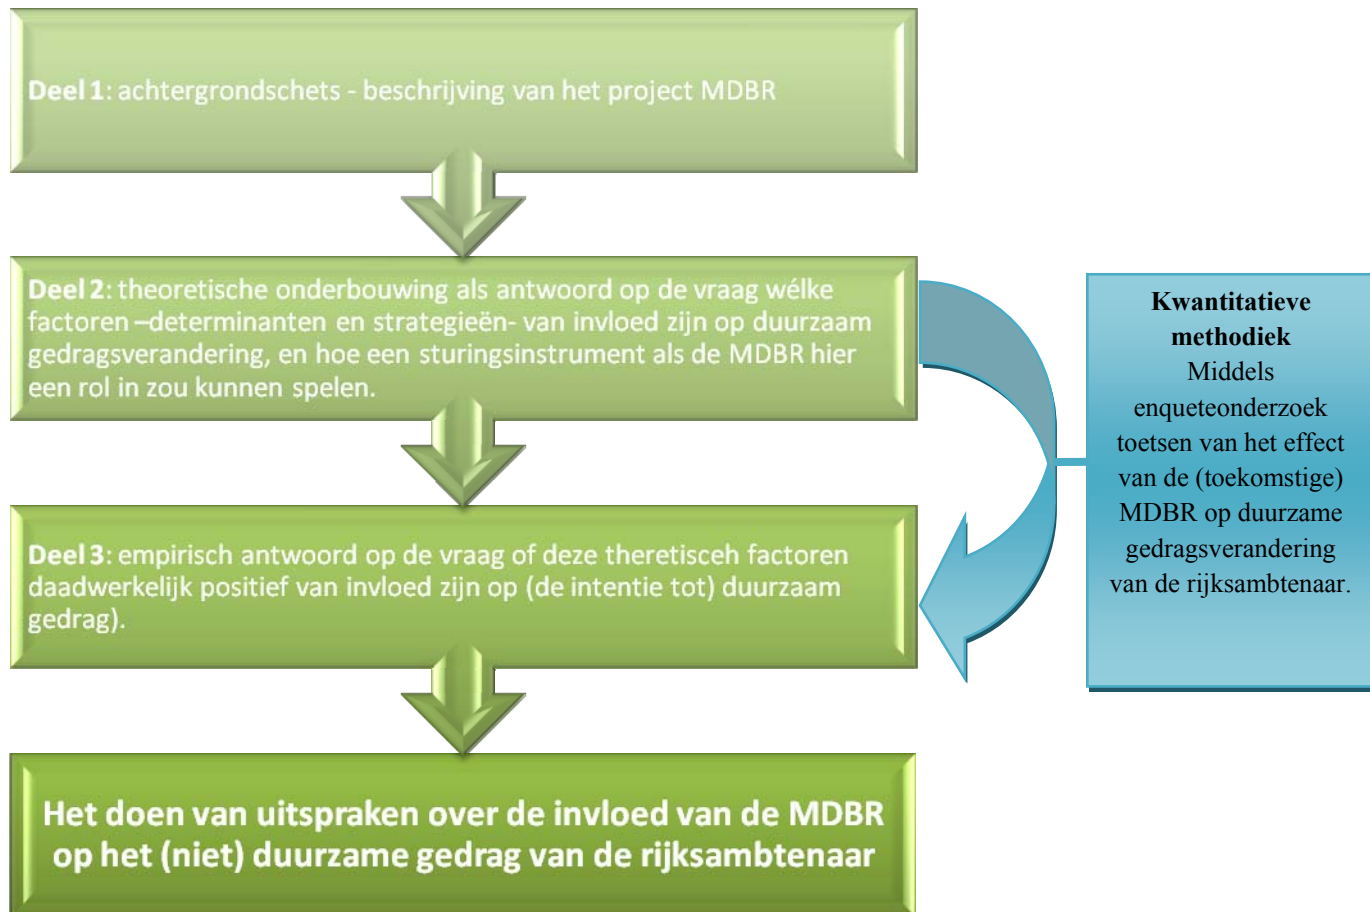 Deel 1: achtergrondschets - beschrijving van het project MDBR
Deel 2: theoretische onderbouwing als antwoord op de vraag wélke
factoren –determinanten en strategieën- van invloed zijn op duurzaam
gedragsverandering, en hoe een sturingsinstrument als de MDBR hier
een rol in zou kunnen spelen.
Deel 3: empirisch antwoord op de vraag of deze theretisceh factoren
daadwerkelijk positief van invloed zijn op (de intentie tot) duurzaam
gedrag).
Het doen van uitspraken over de invloed van de MDBR
op het (niet) duurzame gedrag van de rijksambtenaar
Kwantitatieve
methodiek
Middels
enqueteonderzoek
toetsen van het effect
van de (toekomstige)
MDBR op duurzame
gedragsverandering
van de rijksambtenaar.